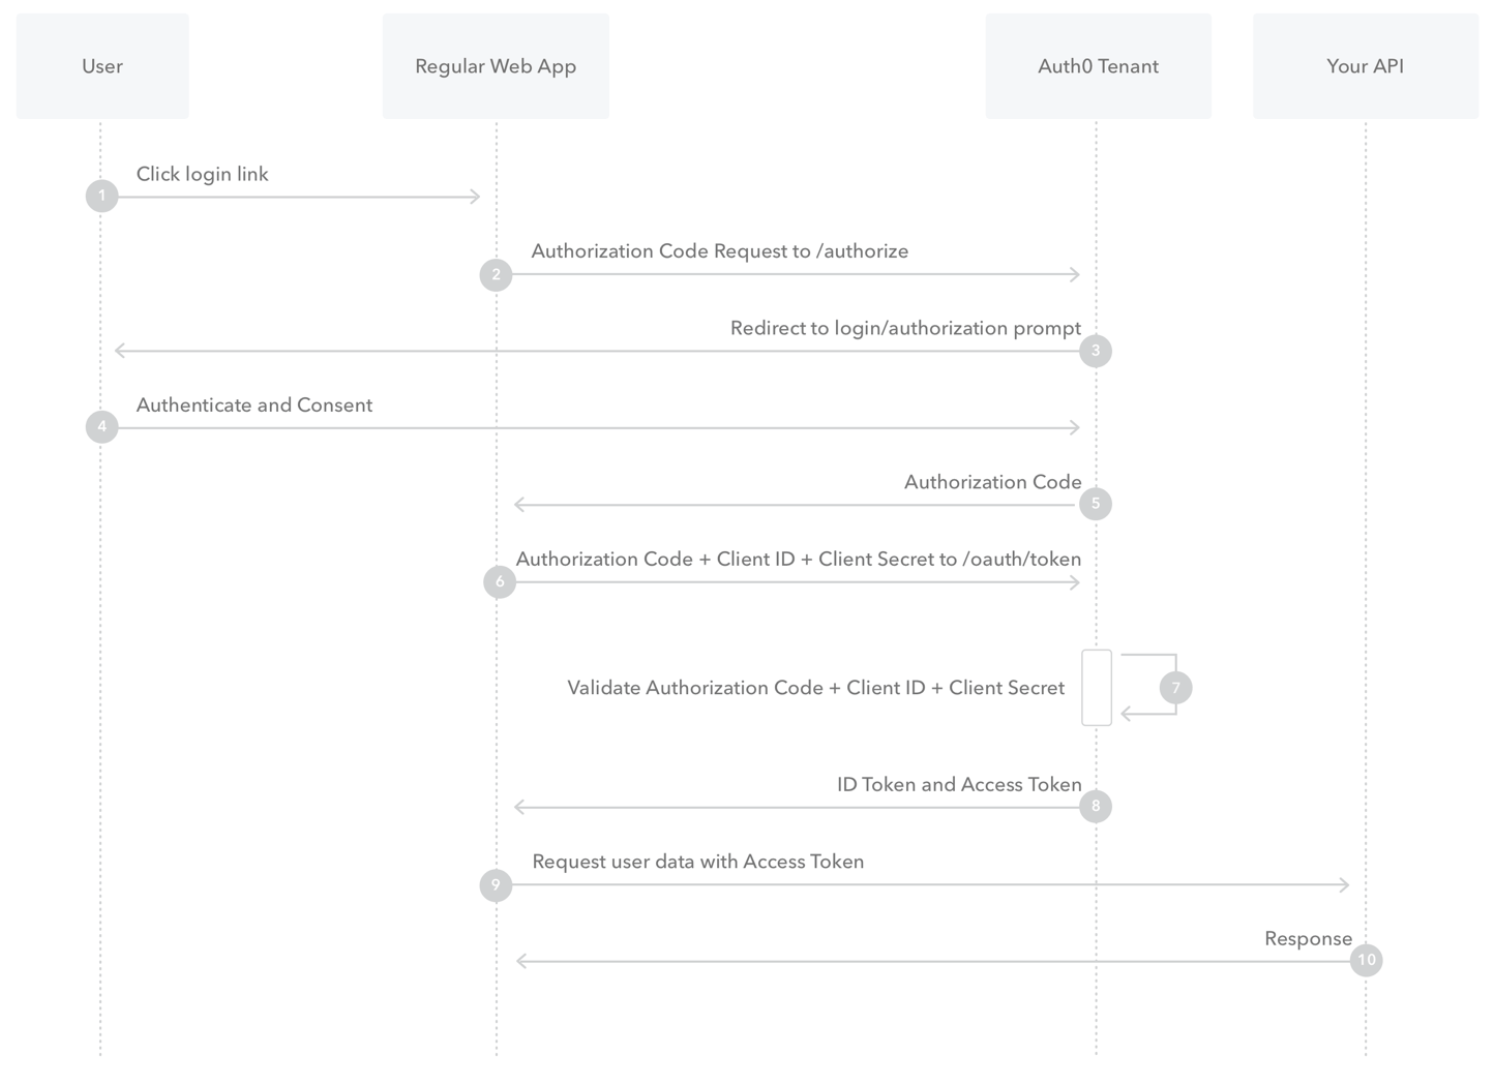 User
Regular Web App
Auth0 Tenant
Your API
Click login link
1
Authorization Code Request to /authorize
2
Redirect to login/authorization prompt
3
Authenticate and Consent
4
Authorization Code
5
Authorization Code + Client ID + Client Secret to /oauth/token
6
Validate Authorization Code + Client ID + Client Secret
7
ID Token and Access Token
8
Request user data with Access Token
9
Response
10